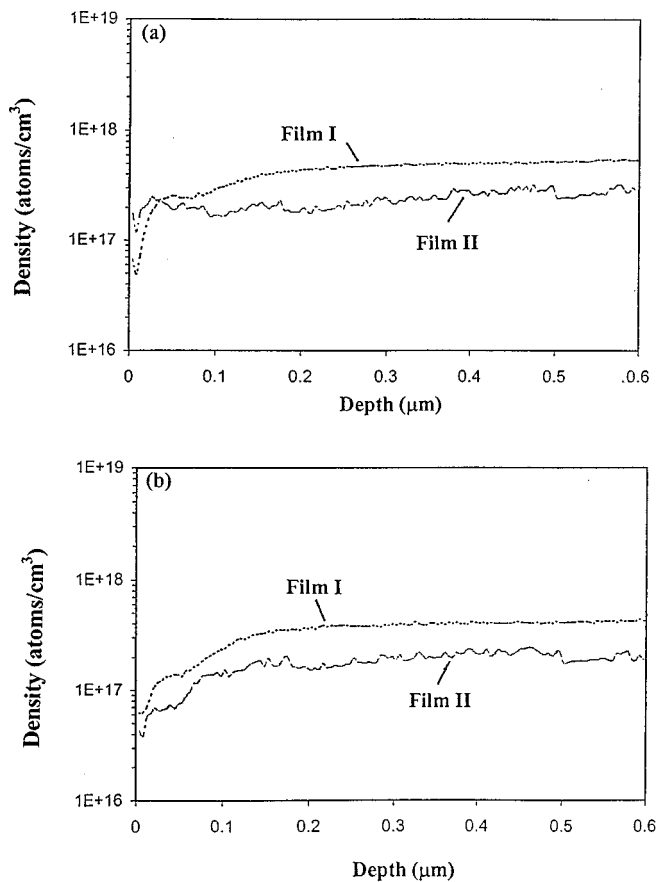 (a)
1E+19
1E+18
1E+17
1E+16
Density (atoms/cm³)
Film I
Film II
0 0.1 0.2 0.3 0.4 0.5 .0.6
Depth (μm)
(b)
1E+19
1E+18
1E+17
1E+16
Density (atoms/cm³)
Film I
Film II
0 0.1 0.2 0.3 0.4 0.5 0.6
Depth (μm)